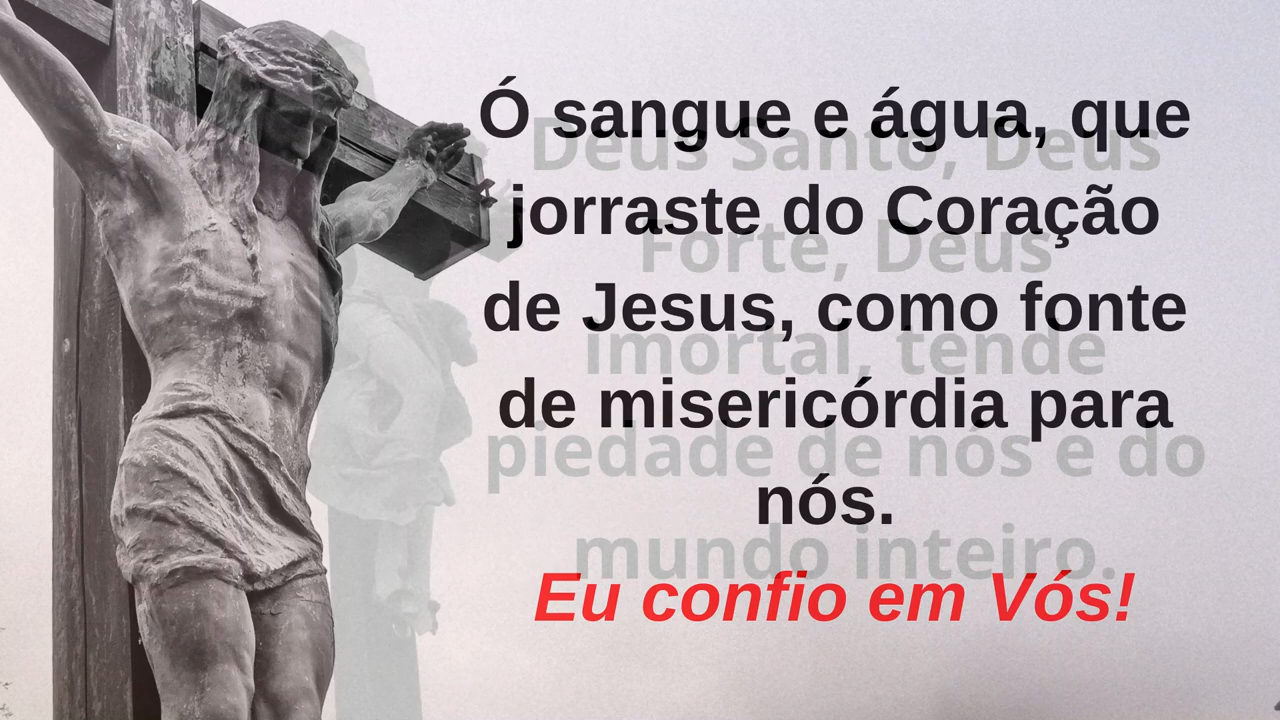 Ó sangue e água, que
jorraste do Coração
de Jesus, como fonte
de misericórdia para
nós.
Eu confio em Vós!
Deus Santo, Deus
Forte, Deus
imortal, tende
piedade de nós e do
mundo inteiro.